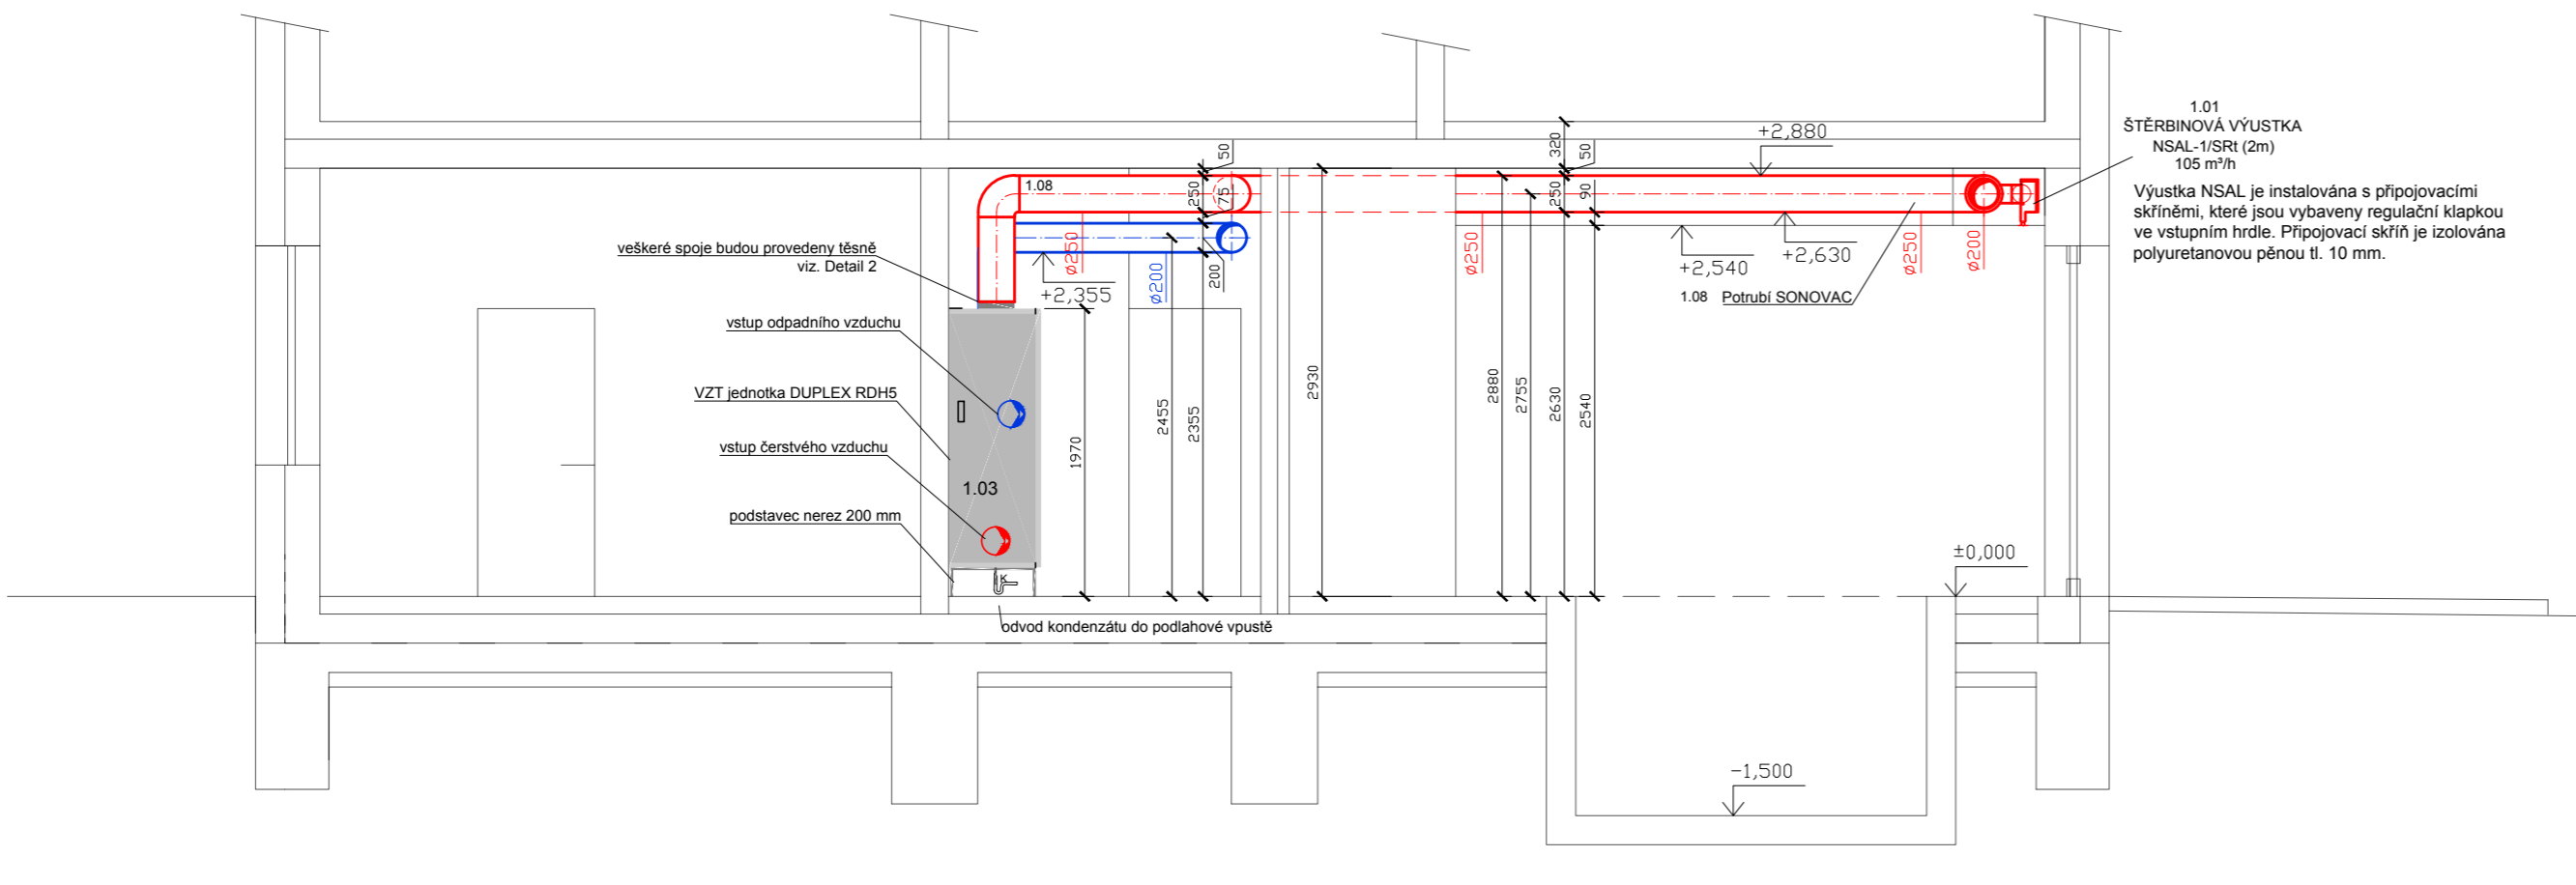 1.01
ŠTĚRBINOVÁ VÝUSTKA
NSAL-1/SRt (2m)
105 m³/h
Výustka NSAL je instalována s připojovacími
skříněmi, které jsou vybaveny regulační klapkou
ve vstupním hrdle. Připojovací skříň je izolována
polyuretanovou pěnou tl. 10 mm.
+2,880
320
50
50
250
75
250
90
1.08
veškeré spoje budou provedeny těsně
viz. Detail 2
ø250
ø200
200
+2,355
ø250
+2,540
+2,630
ø250
ø200
1.08 Potrubí SONOVAC
vstup odpadního vzduchu
VZT jednotka DUPLEX RDH5
vstup čerstvého vzduchu
1.03
podstavec nerez 200 mm
K
odvod kondenzátu do podlahové vpustě
1970
2455
2355
2930
2880
2755
2630
2540
±0,000
-1,500